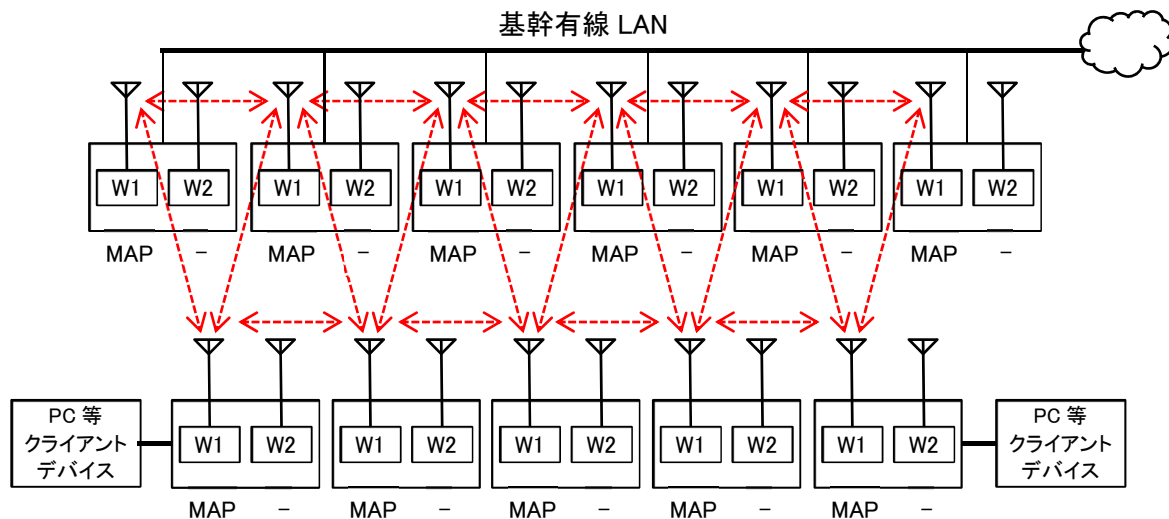 基幹有線 LAN
W1 W2 W1 W2 W1 W2 W1 W2 W1 W2 W1 W2
MAP - MAP - MAP - MAP - MAP - MAP -
PC 等
クライアント
デバイス
W1 W2 W1 W2 W1 W2 W1 W2 W1 W2
PC 等
クライアント
デバイス
MAP - MAP - MAP - MAP - MAP -